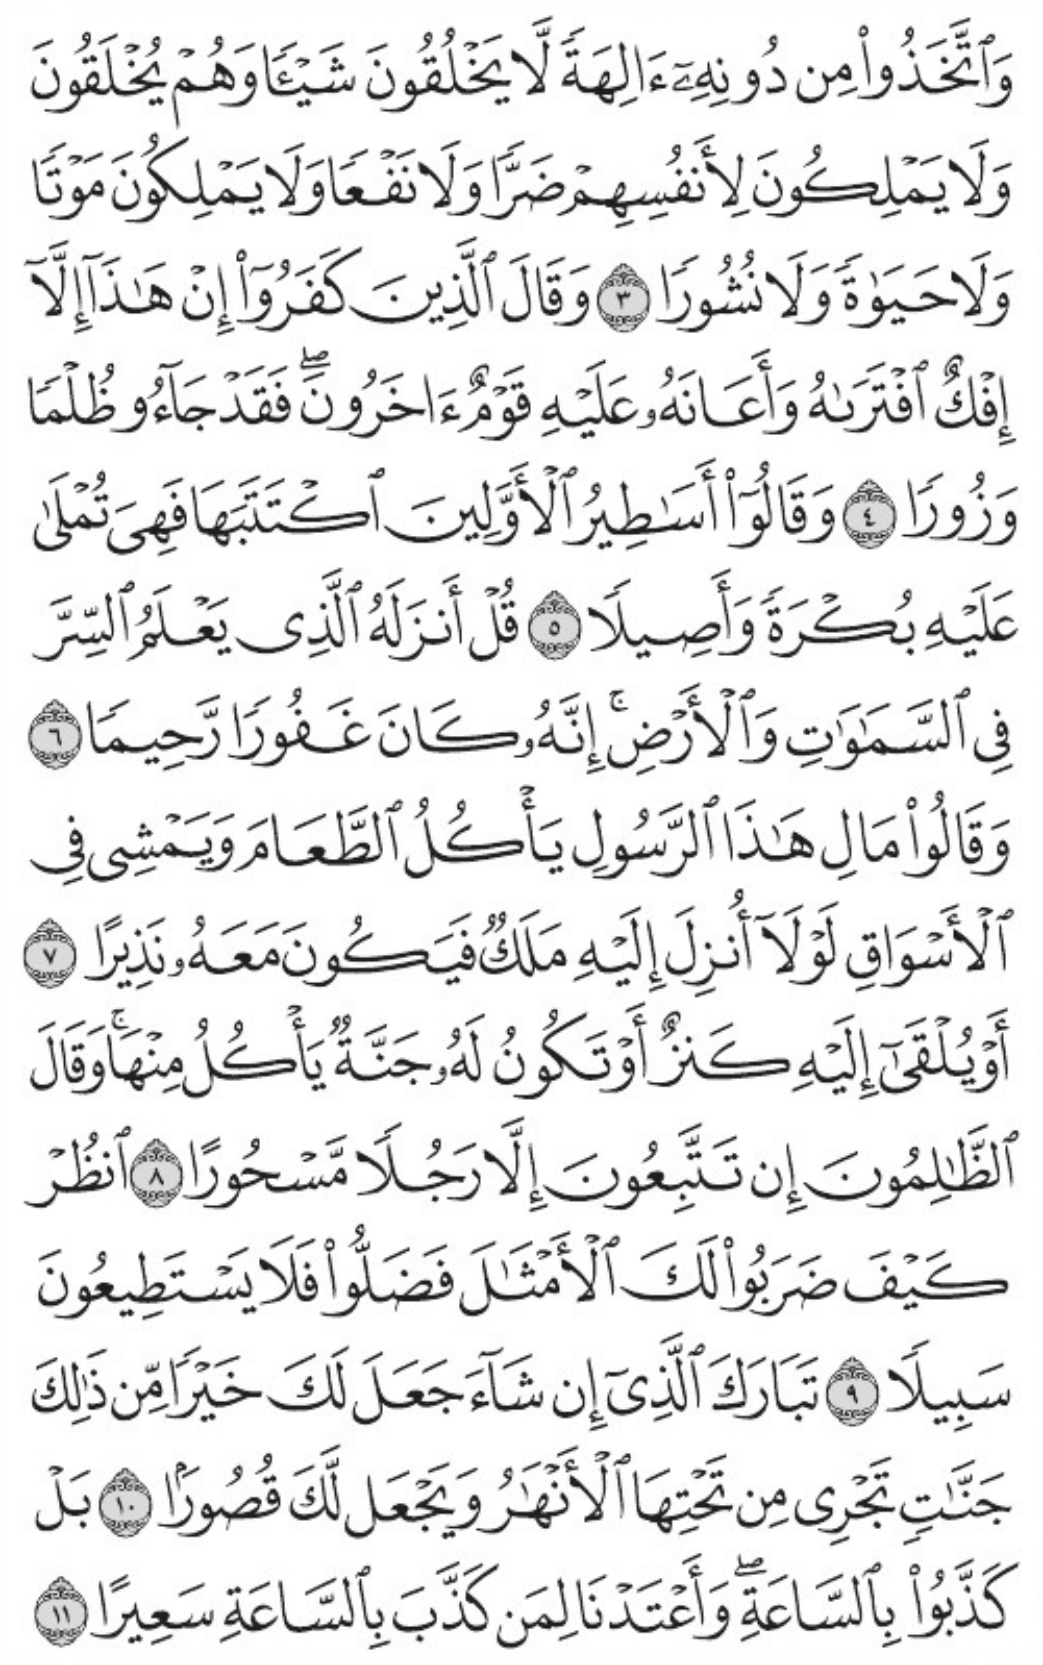 وَٱتَّخَذُوا۟ مِن دُونِهِۦٓ ءَالِهَةً لَّا يَخْلُقُونَ شَيْـًٔا وَهُمْ يُخْلَقُونَ
وَلَا يَمْلِكُونَ لِأَنفُسِهِمْ ضَرًّا وَلَا نَفْعًا وَلَا يَمْلِكُونَ مَوْتًا
وَلَا حَيَوٰةً وَلَا نُشُورًا ٣ وَقَالَ ٱلَّذِينَ كَفَرُوٓا۟ إِنْ هَـٰذَآ إِلَّآ
إِفْكٌ ٱفْتَرَىٰهُ وَأَعَانَهُۥ عَلَيْهِ قَوْمٌ ءَاخَرُونَ ۖ فَقَدْ جَآءُو ظُلْمًا
وَزُورًا ٤ وَقَالُوٓا۟ أَسَـٰطِيرُ ٱلْأَوَّلِينَ ٱكْتَتَبَهَا فَهِىَ تُمْلَىٰ
عَلَيْهِ بُكْرَةً وَأَصِيلًا ٥ قُلْ أَنزَلَهُ ٱلَّذِى يَعْلَمُ ٱلسِّرَّ
فِى ٱلسَّمَـٰوَٰتِ وَٱلْأَرْضِ ۚ إِنَّهُۥ كَانَ غَفُورًا رَّحِيمًا ٦
وَقَالُوا۟ مَالِ هَـٰذَا ٱلرَّسُولِ يَأْكُلُ ٱلطَّعَامَ وَيَمْشِى فِى
ٱلْأَسْوَاقِ لَوْلَآ أُنزِلَ إِلَيْهِ مَلَكٌ فَيَكُونَ مَعَهُۥ نَذِيرًا ٧
أَوْ يُلْقَىٰٓ إِلَيْهِ كَنزٌ أَوْ تَكُونُ لَهُۥ جَنَّةٌ يَأْكُلُ مِنْهَا ۚ وَقَالَ
ٱلظَّـٰلِمُونَ إِن تَتَّبِعُونَ إِلَّا رَجُلًا مَّسْحُورًا ٨ ٱنظُرْ
كَيْفَ ضَرَبُوا۟ لَكَ ٱلْأَمْثَـٰلَ فَضَلُّوا۟ فَلَا يَسْتَطِيعُونَ
سَبِيلًا ٩ تَبَارَكَ ٱلَّذِىٓ إِن شَآءَ جَعَلَ لَكَ خَيْرًا مِّن ذَٰلِكَ
جَنَّـٰتٍ تَجْرِى مِن تَحْتِهَا ٱلْأَنْهَـٰرُ وَيَجْعَل لَّكَ قُصُورًۢا ١٠ بَلْ
كَذَّبُوا۟ بِٱلسَّاعَةِ ۖ وَأَعْتَدْنَا لِمَن كَذَّبَ بِٱلسَّاعَةِ سَعِيرًا ١١